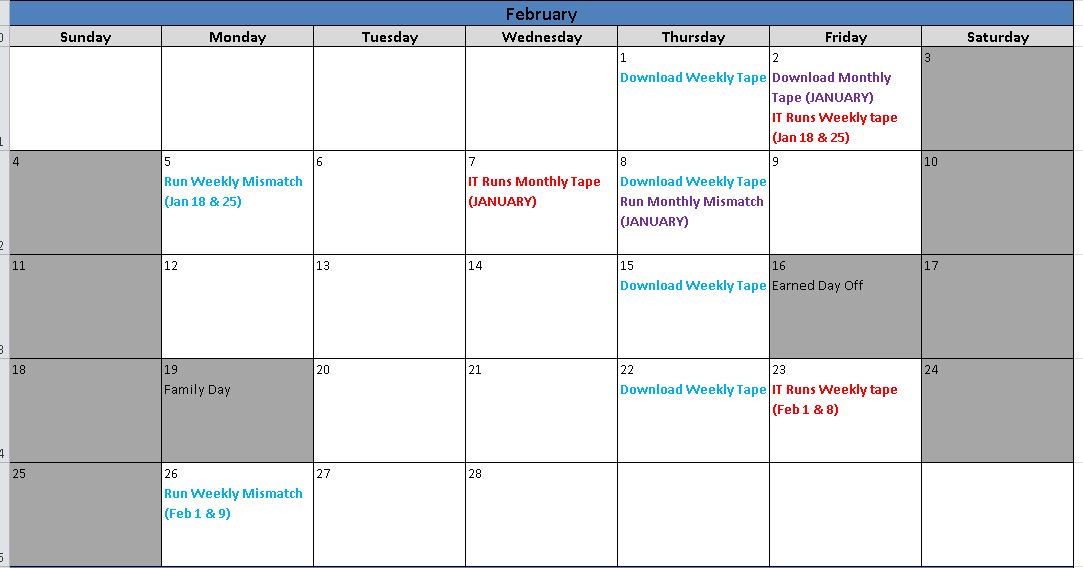 February
Sunday Monday Tuesday Wednesday Thursday Friday Saturday
1
Download Weekly Tape
2
Download Monthly
Tape (JANUARY)
IT Runs Weekly tape
(Jan 18 & 25)
3
4
5
Run Weekly Mismatch
(Jan 18 & 25)
6
7
IT Runs Monthly Tape
(JANUARY)
8
Download Weekly Tape
Run Monthly Mismatch
(JANUARY)
9
10
11
12
13
14
15
Download Weekly Tape
16
Earned Day Off
17
18
19
Family Day
20
21
22
Download Weekly Tape
23
IT Runs Weekly tape
(Feb 1 & 8)
24
25
26
Run Weekly Mismatch
(Feb 1 & 9)
27
28